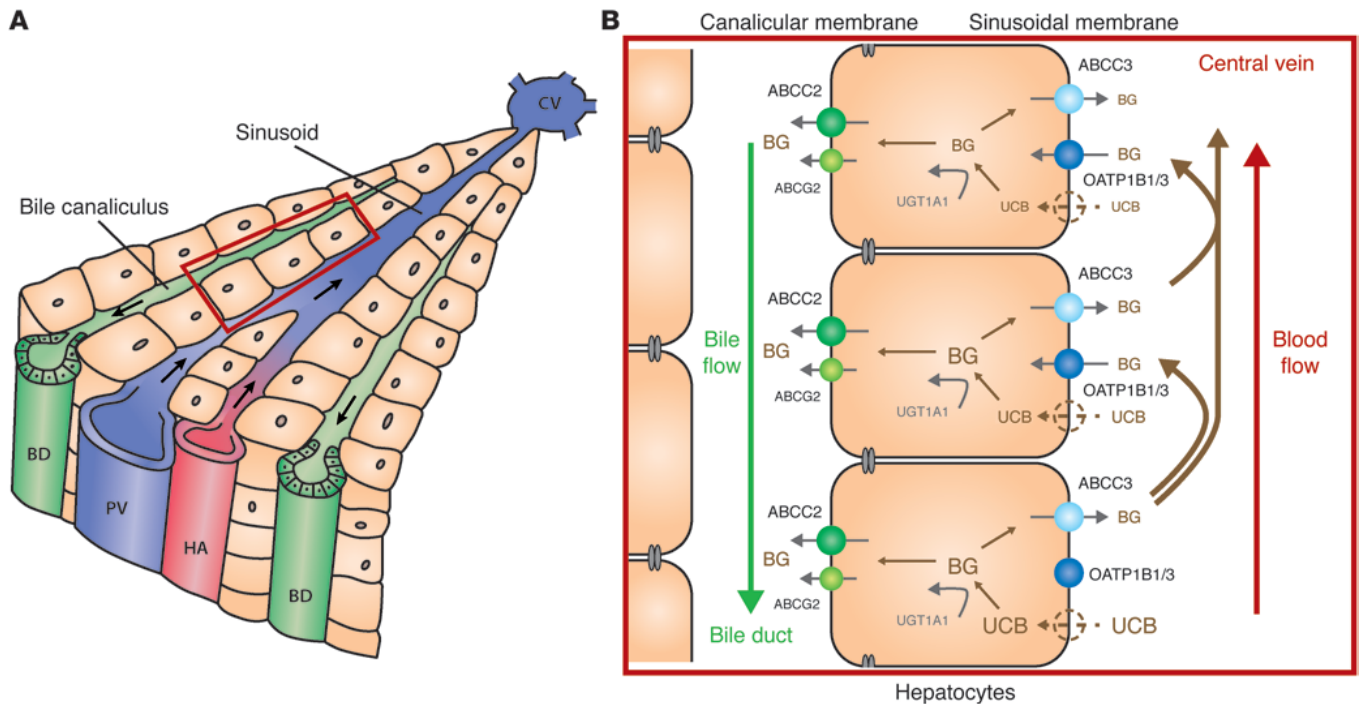 A
CV
Sinusoid
Bile canaliculus
BD
PV
HA
BD
B
Canalicular membrane
Sinusoidal membrane
Central vein
ABCC2
BG
ABCG2
BG
UGT1A1
UCB
ABCC3
BG
BG
OATP1B1/3
UCB
Bile
flow
ABCC2
BG
ABCG2
BG
UGT1A1
UCB
ABCC3
BG
BG
OATP1B1/3
UCB
Blood
flow
ABCC2
BG
ABCG2
BG
UGT1A1
UCB
ABCC3
BG
OATP1B1/3
UCB
Bile duct
Hepatocytes